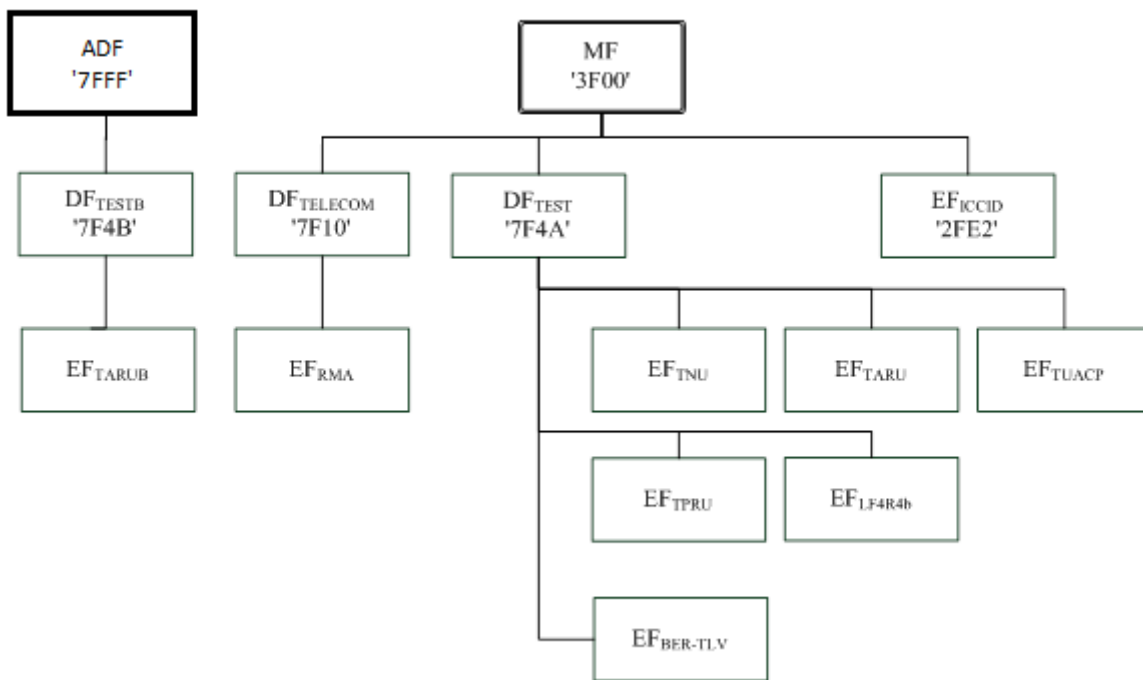 ADF
'7FFF'
MF
'3F00'
DFTESTB
'7F4B'
DFTELECOM
'7F10'
DFTEST
'7F4A'
EFICCID
'2FE2'
EFTARUB
EFRMA
EFTNU
EFTARU
EFTUACP
EFTPRU
EFLF4R4b
EFBER-TLV